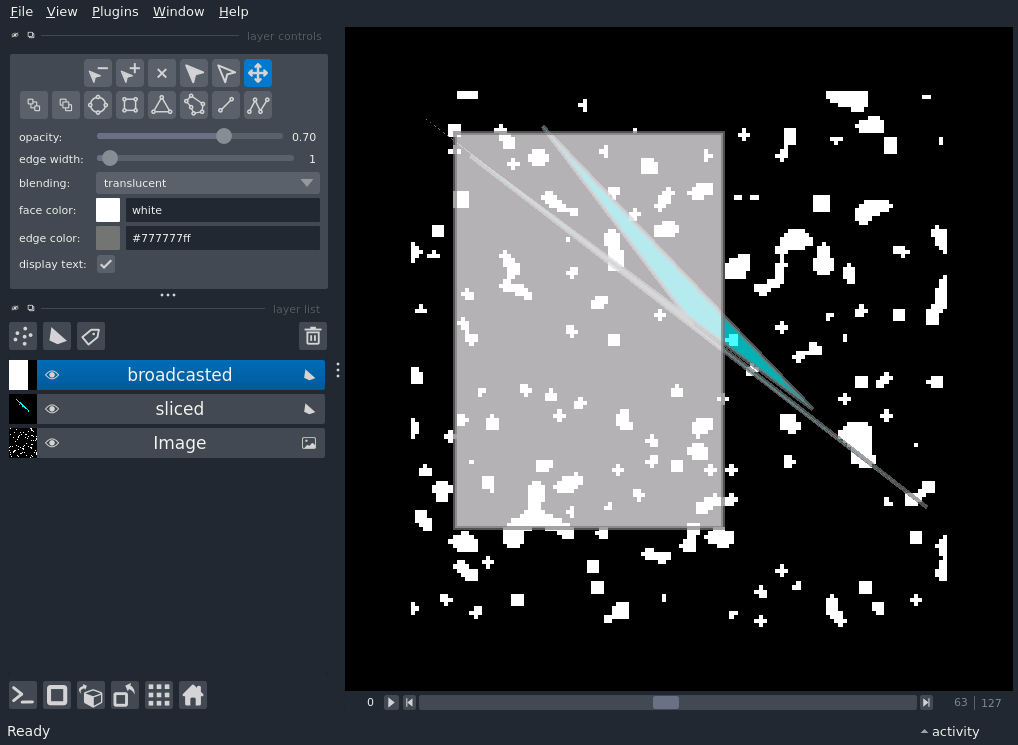 File View Plugins Window Help
layer controls
opacity: 0.70
edge width: 1
blending: translucent
face color: white
edge color: #777777ff
display text:
layer list
broadcasted
sliced
Image
0 63 | 127
Ready activity